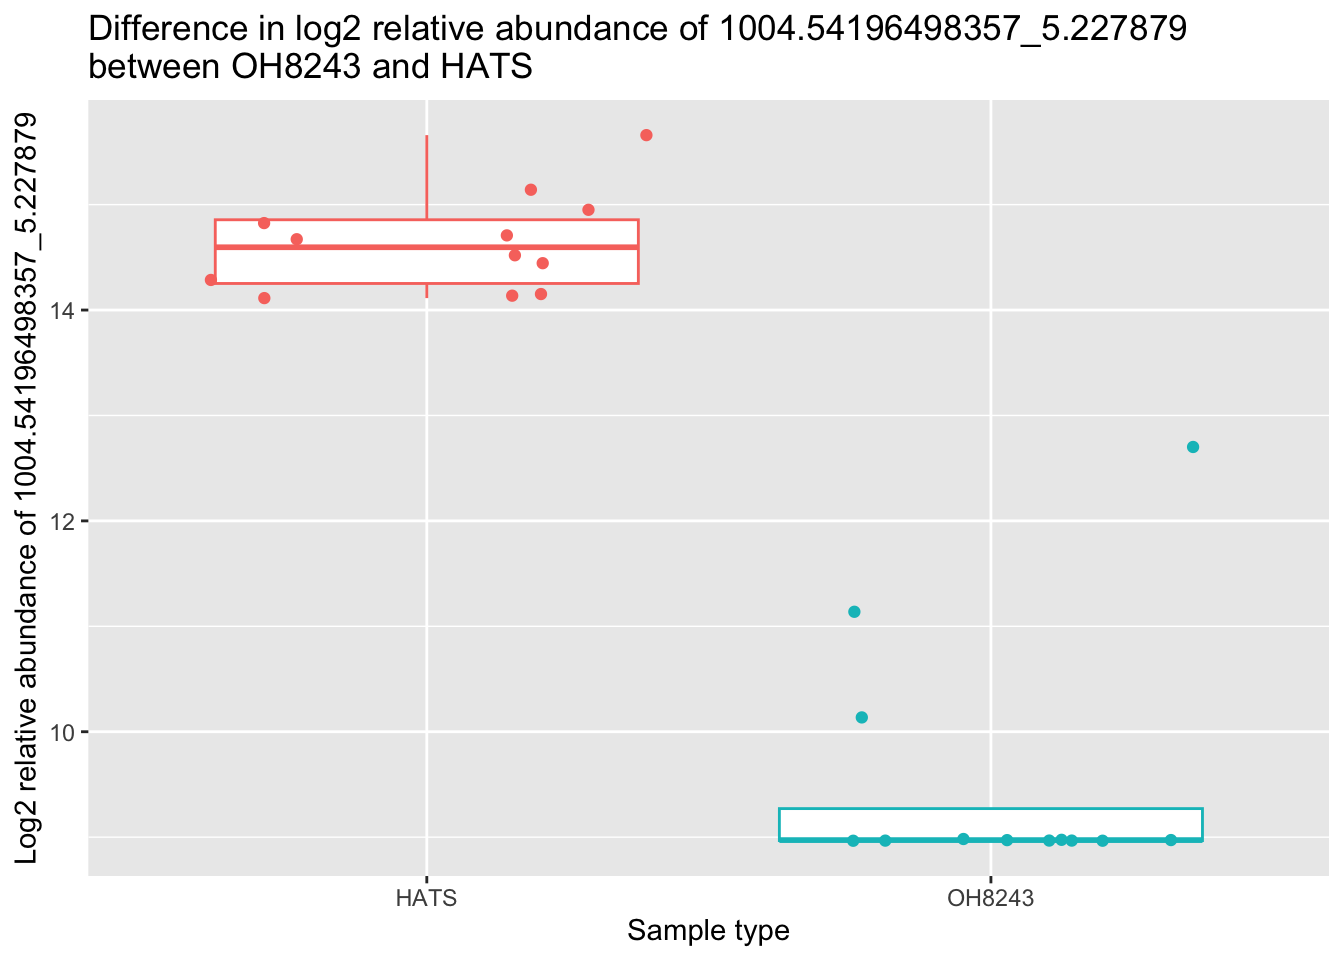 Difference in log2 relative abundance of 1004.54196498357_5.227879
between OH8243 and HATS
Log2 relative abundance of 1004.54196498357_5.227879
14
12
10
HATS
OH8243
Sample type